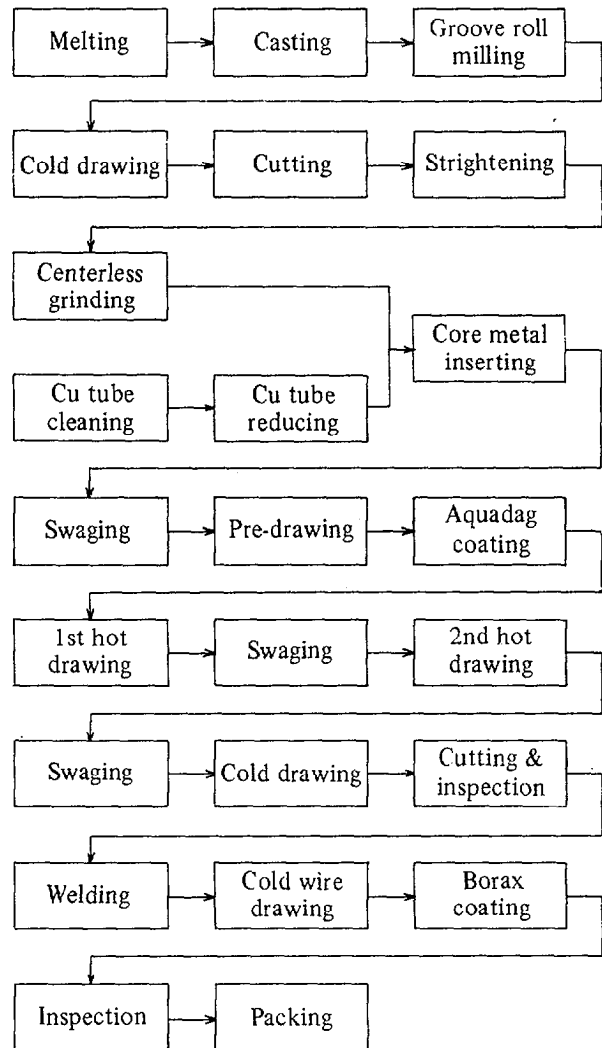 Melting
Casting
Groove roll
milling
Cold drawing
Cutting
Strightening
Centerless
grinding
Core metal
inserting
Cu tube
cleaning
Cu tube
reducing
Swaging
Pre-drawing
Aquadag
coating
1st hot
drawing
Swaging
2nd hot
drawing
Swaging
Cold drawing
Cutting &
inspection
Welding
Cold wire
drawing
Borax
coating
Inspection
Packing